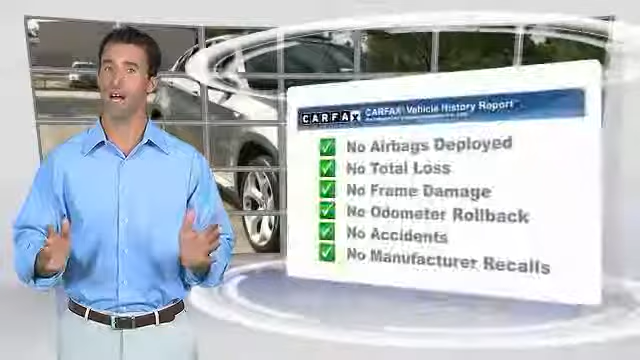 CARFAX CARFAX Vehicle History Report
No Airbags Deployed
No Total Loss
No Frame Damage
No Odometer Rollback
No Accidents
No Manufacturer Recalls